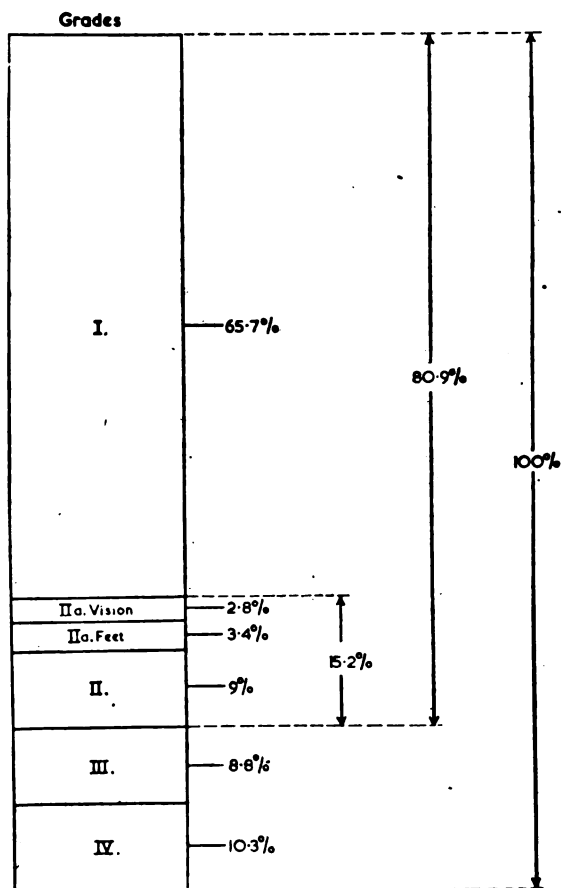 Grades
I.
65·7%
80·9%
100%
IIa. Vision
2·8%
IIa. Feet
3·4%
15·2%
II.
9%
III.
8·8%
IV.
10·3%